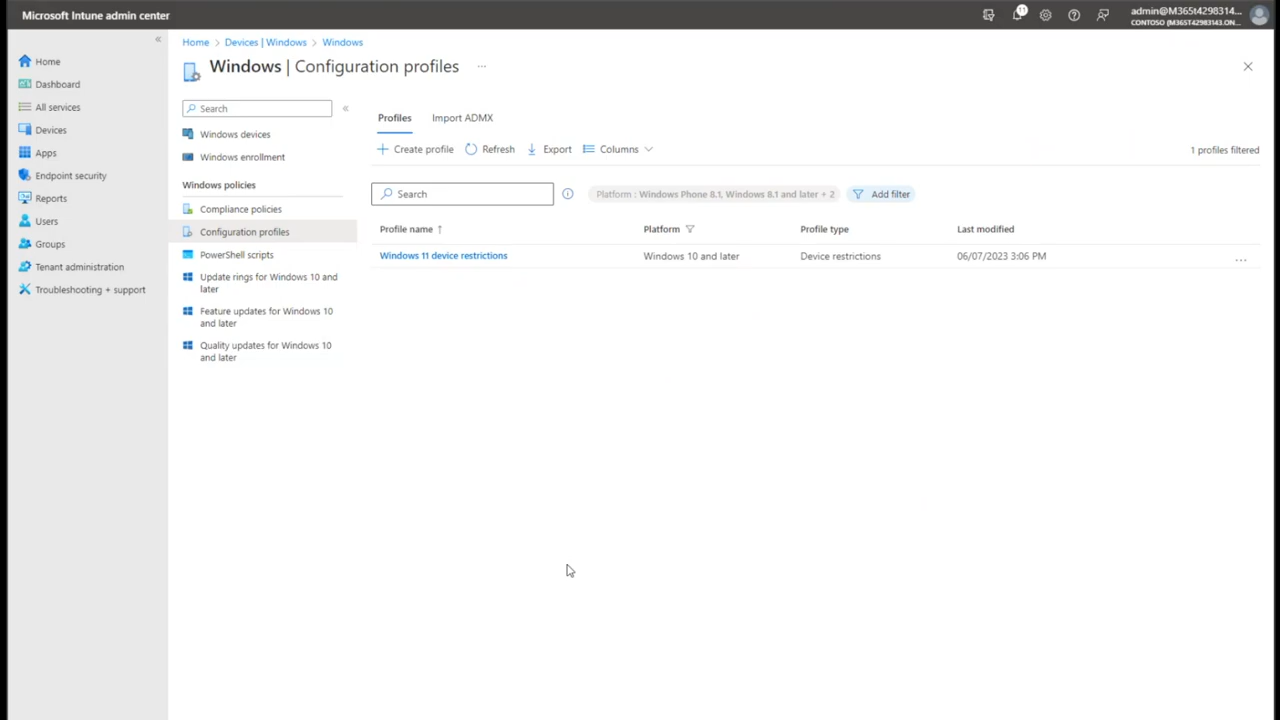 Microsoft Intune admin center
11
admin@M365t4298314...
CONTOSO (M365T4298143.ON...
Home
Dashboard
All services
Devices
Apps
Endpoint security
Reports
Users
Groups
Tenant administration
Troubleshooting + support
Home > Devices | Windows > Windows
Windows | Configuration profiles ...
Search
Windows devices
Windows enrollment
Windows policies
Compliance policies
Configuration profiles
PowerShell scripts
Update rings for Windows 10 and
later
Feature updates for Windows 10
and later
Quality updates for Windows 10
and later
Profiles Import ADMX
Create profile Refresh Export Columns
1 profiles filtered
Search
Platform : Windows Phone 8.1, Windows 8.1 and later + 2
Add filter
Profile name ↑ Platform Profile type Last modified
Windows 11 device restrictions Windows 10 and later Device restrictions 06/07/2023 3:06 PM ...